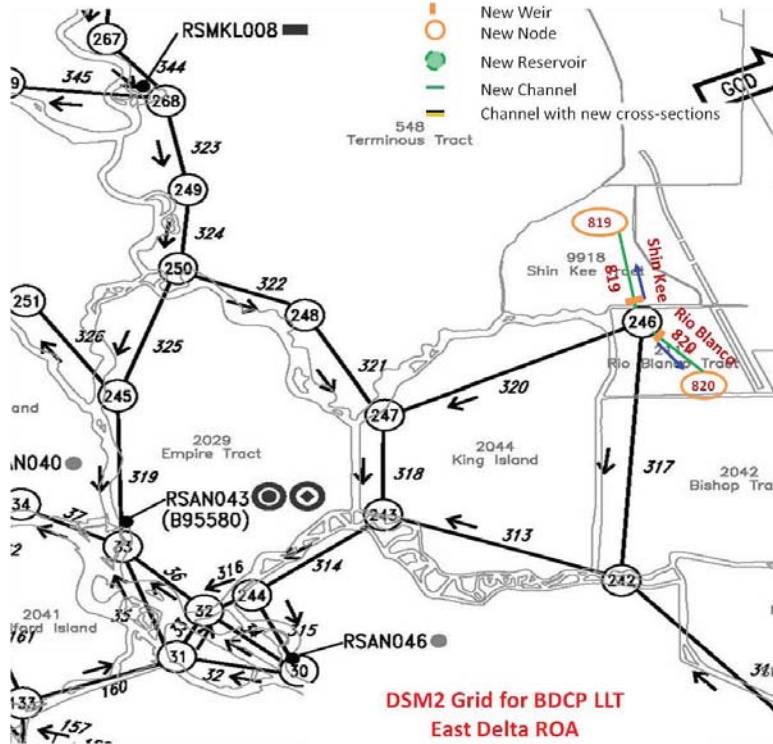 New Weir
New Node
New Reservoir
New Channel
Channel with new cross-sections
267
RSMKL008
345
344
268
548
Terminous Tract
323
249
324
250
322
251
248
326
325
321
245
819
9918
Shin Kee Tract
819
Shin Kee
246
Rio Blanco
820
Rio Blanco Tract
820
320
247
2029
Empire Tract
2044
King Island
317
2042
318
319
RSAN043
(B95580)
243
313
34
37
33
36
316
314
244
242
2041
35
32
31
315
RSAN046
30
32
160
133
157
DSM2 Grid for BDCP LLT
East Delta ROA